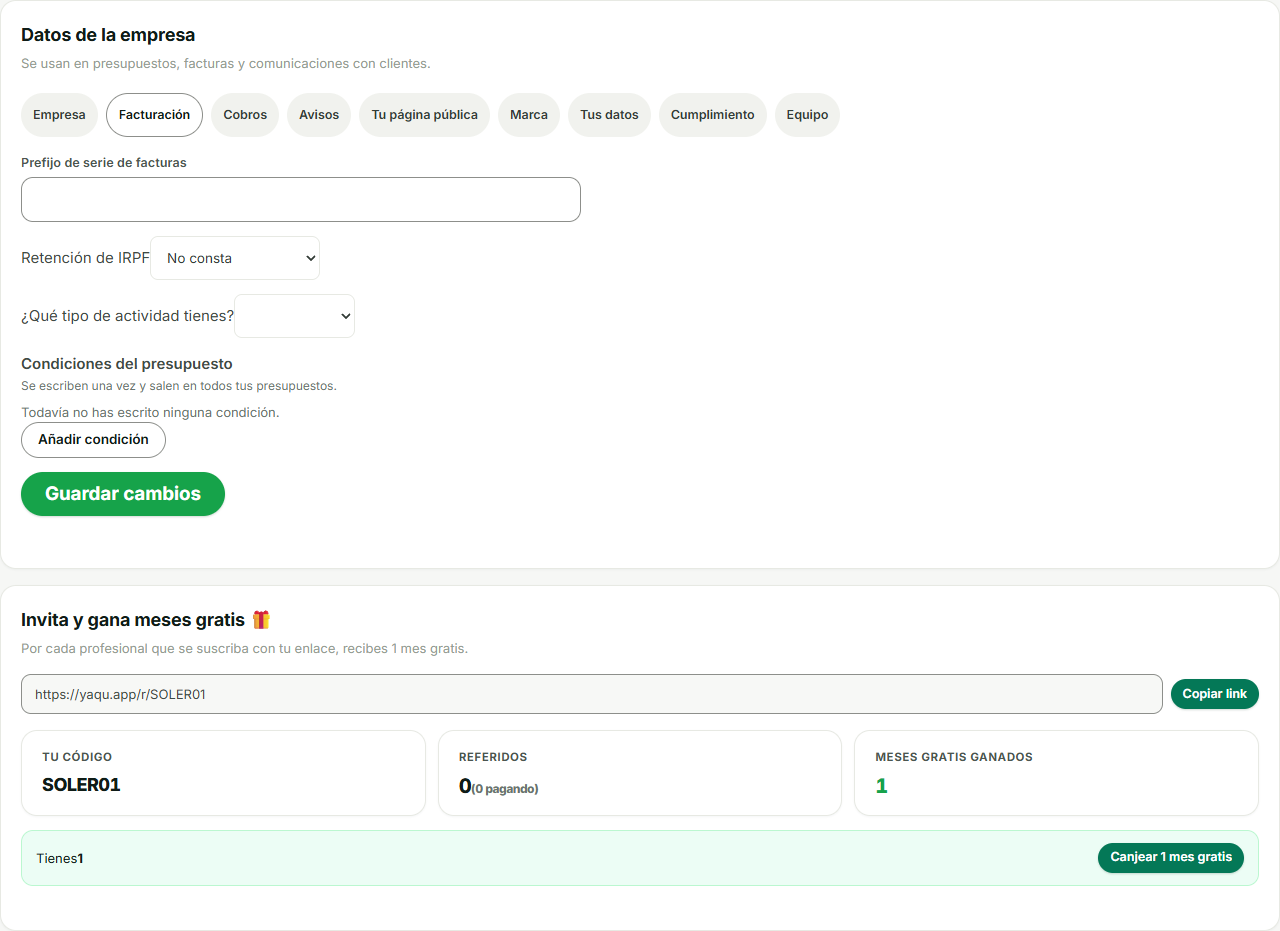 Datos de la empresa
Se usan en presupuestos, facturas y comunicaciones con clientes.
Empresa Facturación Cobros Avisos Tu página pública Marca Tus datos Cumplimiento Equipo
Prefijo de serie de facturas
Retención de IRPF No consta
¿Qué tipo de actividad tienes?
Condiciones del presupuesto
Se escriben una vez y salen en todos tus presupuestos.
Todavía no has escrito ninguna condición.
Añadir condición
Guardar cambios
Invita y gana meses gratis 🎁
Por cada profesional que se suscriba con tu enlace, recibes 1 mes gratis.
https://yaqu.app/r/SOLER01 Copiar link
TU CÓDIGO REFERIDOS MESES GRATIS GANADOS
SOLER01 0(0 pagando) 1
Tienes1 Canjear 1 mes gratis